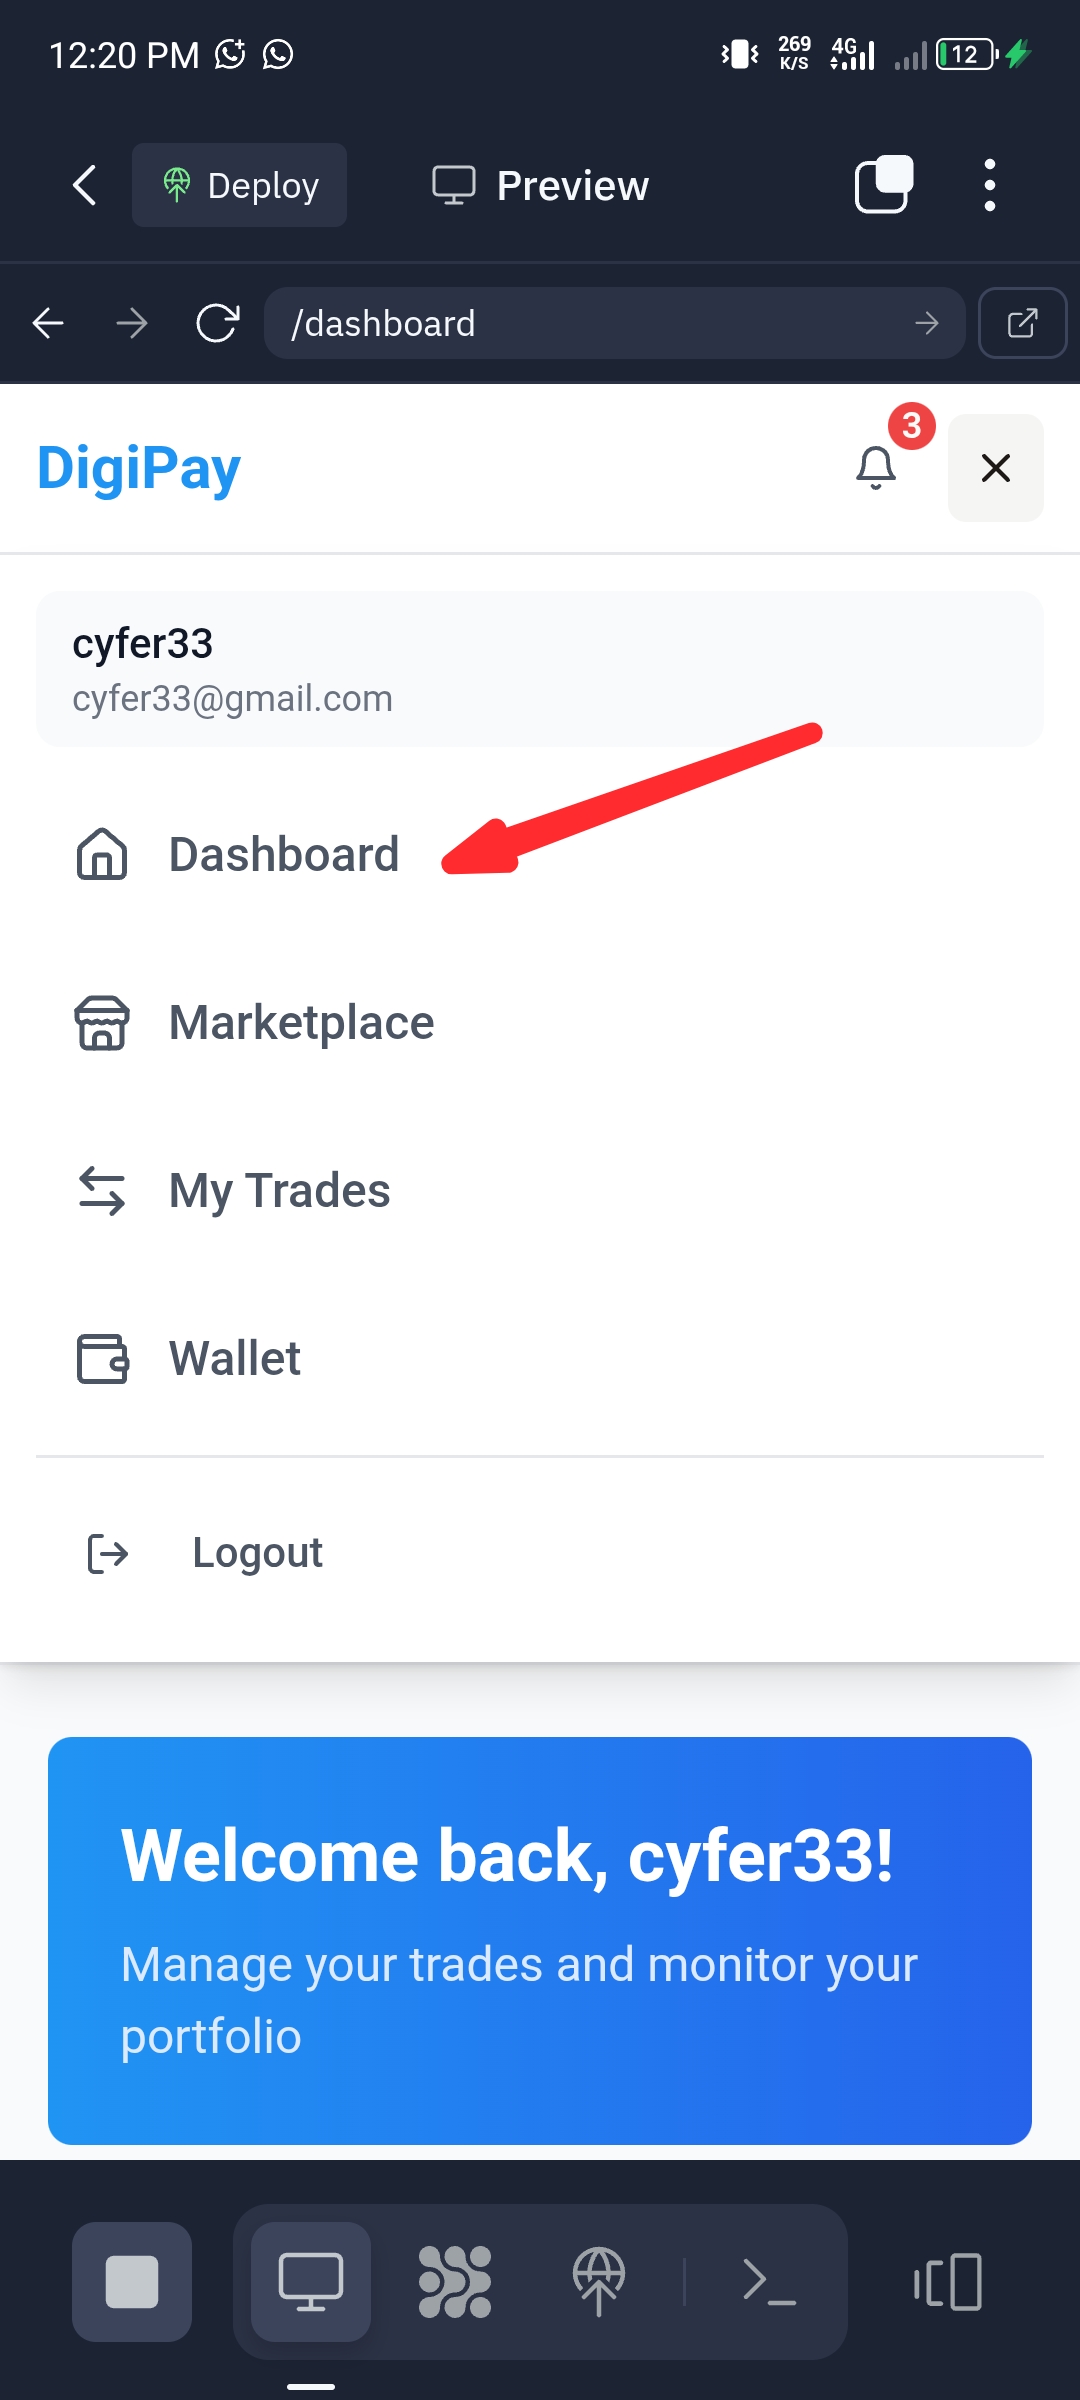 12:20 PM
269
K/S
4G
12
Deploy
Preview
/dashboard
DigiPay
3
cyfer33
cyfer33@gmail.com
Dashboard
Marketplace
My Trades
Wallet
Logout
Welcome back, cyfer33!
Manage your trades and monitor your
portfolio